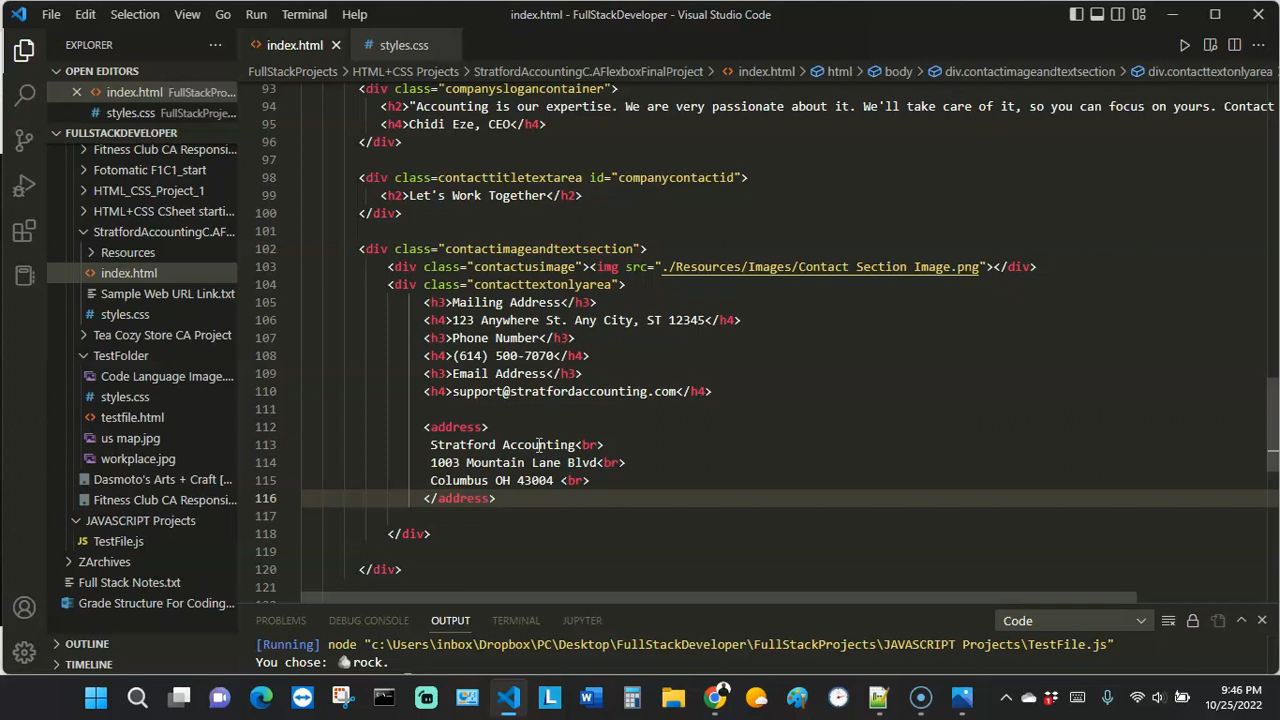 File Edit Selection View Go Run Terminal Help
index.html - FullStackDeveloper - Visual Studio Code
EXPLORER
OPEN EDITORS
index.html FullStackPro...
styles.css FullStackProje...
FULLSTACKDEVELOPER
Fitness Club CA Responsi...
Fotomatic F1C1_start
HTML_CSS_Project_1
HTML+CSS CSheet starti...
StratfordAccountingC.AF...
Resources
index.html
Sample Web URL Link.txt
styles.css
Tea Cozy Store CA Project
TestFolder
Code Language Image....
styles.css
testfile.html
us map.jpg
workplace.jpg
Dasmoto's Arts + Craft [...
Fitness Club CA Responsi...
JAVASCRIPT Projects
TestFile.js
ZArchives
Full Stack Notes.txt
Grade Structure For Coding...
OUTLINE
TIMELINE
index.html styles.css
FullStackProjects HTML+CSS Projects StratfordAccountingC.AFlexboxFinalProject index.html html body div.contactimageandtextsection div.contacttextonlyarea
93 <div class="companyslogancontainer>
94 <h2>"Accounting is our expertise. We are very passionate about it. We'll take care of it, so you can focus on yours. Contact
95 <h4>Chidi Eze, CEO</h4>
96 </div>
97
98 <div class=contacttitletextarea id="companycontactid">
99 <h2>Let's Work Together</h2>
100 </div>
101
102 <div class="contactimageandtextsection">
103 <div class="contactusimage"><img src="./Resources/Images/Contact Section Image.png"></div>
104 <div class="contacttextonlyarea">
105 <h3>Mailing Address</h3>
106 <h4>123 Anywhere St. Any City, ST 12345</h4>
107 <h3>Phone Number</h3>
108 <h4>(614) 500-7070</h4>
109 <h3>Email Address</h3>
110 <h4>support@stratfordaccounting.com</h4>
111
112 <address>
113 Stratford Accounting<br>
114 1003 Mountain Lane Blvd<br>
115 Columbus OH 43004 <br>
116 </address>
117
118 </div>
119
120 </div>
121
PROBLEMS DEBUG CONSOLE OUTPUT TERMINAL JUPYTER
Code
[Running] node "c:\Users\inbox\Dropbox\PC\Desktop\FullStackDeveloper\FullStackProjects\JAVASCRIPT Projects\TestFile.js"
You chose: 🪨rock.
9:46 PM
10/25/2022